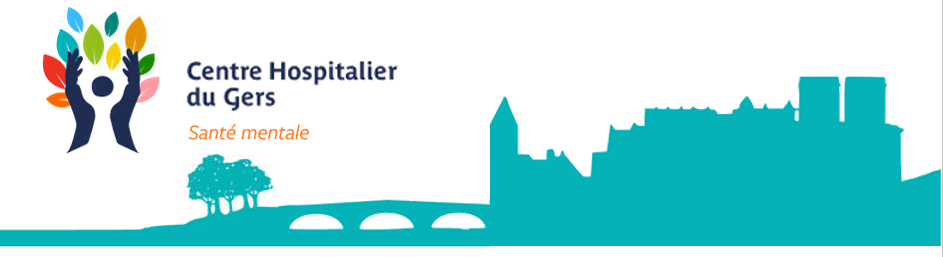 Centre Hospitalier
du Gers
Santé mentale